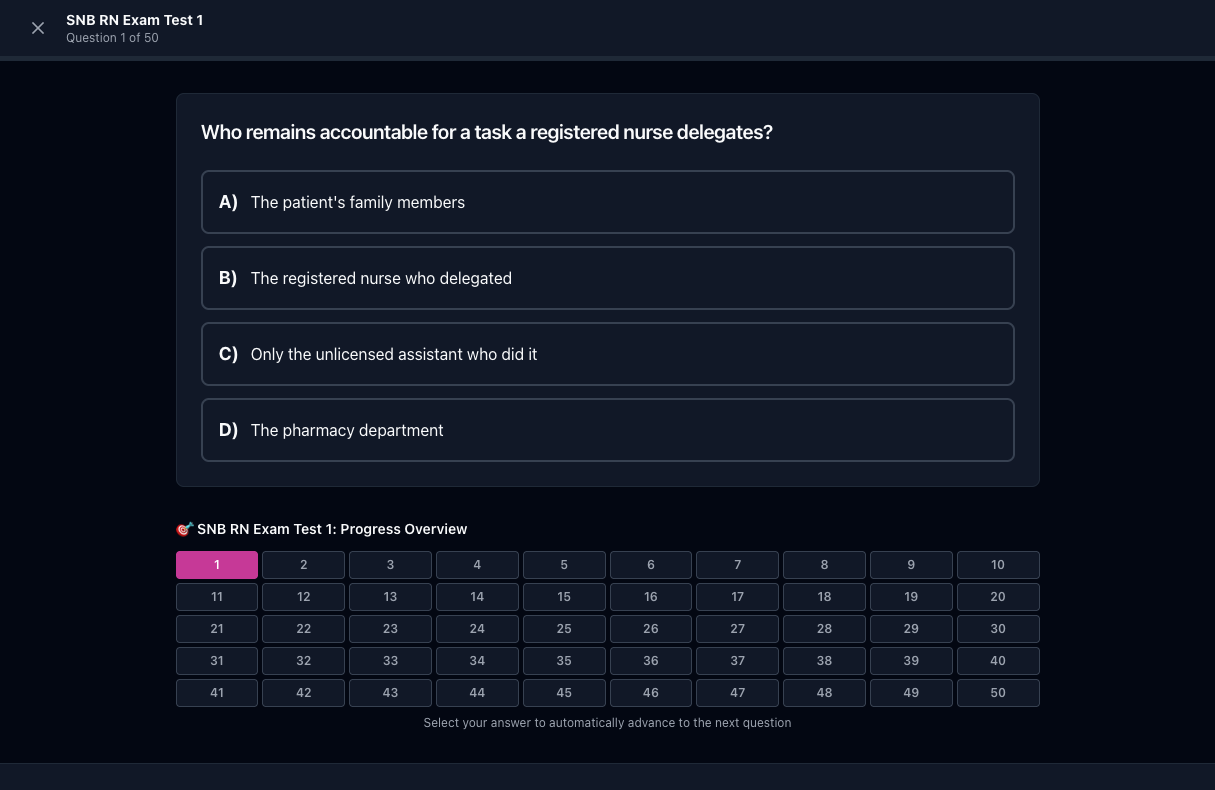 SNB RN Exam Test 1
Question 1 of 50
Who remains accountable for a task a registered nurse delegates?
A) The patient's family members
B) The registered nurse who delegated
C) Only the unlicensed assistant who did it
D) The pharmacy department
🎯 SNB RN Exam Test 1: Progress Overview
1 2 3 4 5 6 7 8 9 10
11 12 13 14 15 16 17 18 19 20
21 22 23 24 25 26 27 28 29 30
31 32 33 34 35 36 37 38 39 40
41 42 43 44 45 46 47 48 49 50
Select your answer to automatically advance to the next question